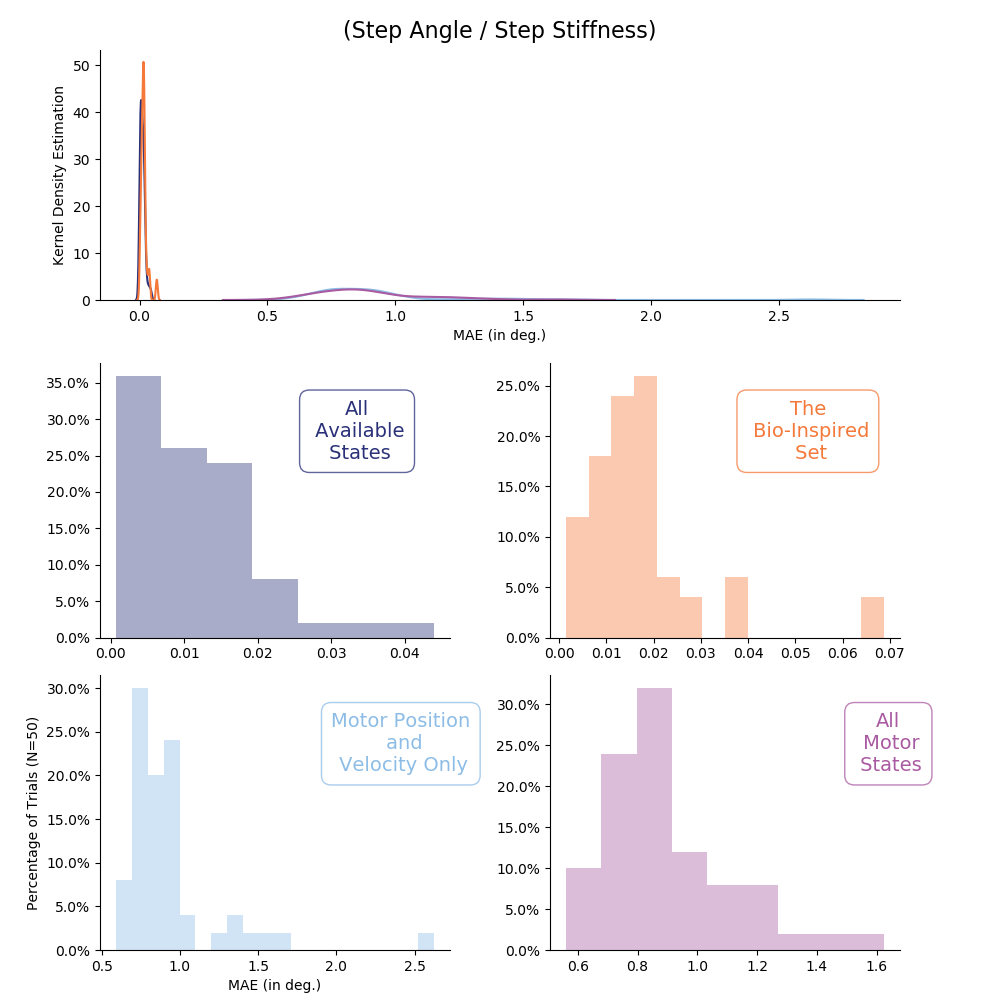 (Step Angle / Step Stiffness)
Kernel Density Estimation
50
40
30
20
10
0
0.0 0.5 1.0 1.5 2.0 2.5
MAE (in deg.)
35.0%
30.0%
25.0%
20.0%
15.0%
10.0%
5.0%
0.0%
0.00 0.01 0.02 0.03 0.04
All
Available
States
25.0%
20.0%
15.0%
10.0%
5.0%
0.0%
0.00 0.01 0.02 0.03 0.04 0.05 0.06 0.07
The
Bio-Inspired
Set
Percentage of Trials (N=50)
30.0%
25.0%
20.0%
15.0%
10.0%
5.0%
0.0%
0.5 1.0 1.5 2.0 2.5
MAE (in deg.)
Motor Position
and
Velocity Only
30.0%
25.0%
20.0%
15.0%
10.0%
5.0%
0.0%
0.6 0.8 1.0 1.2 1.4 1.6
All
Motor
States